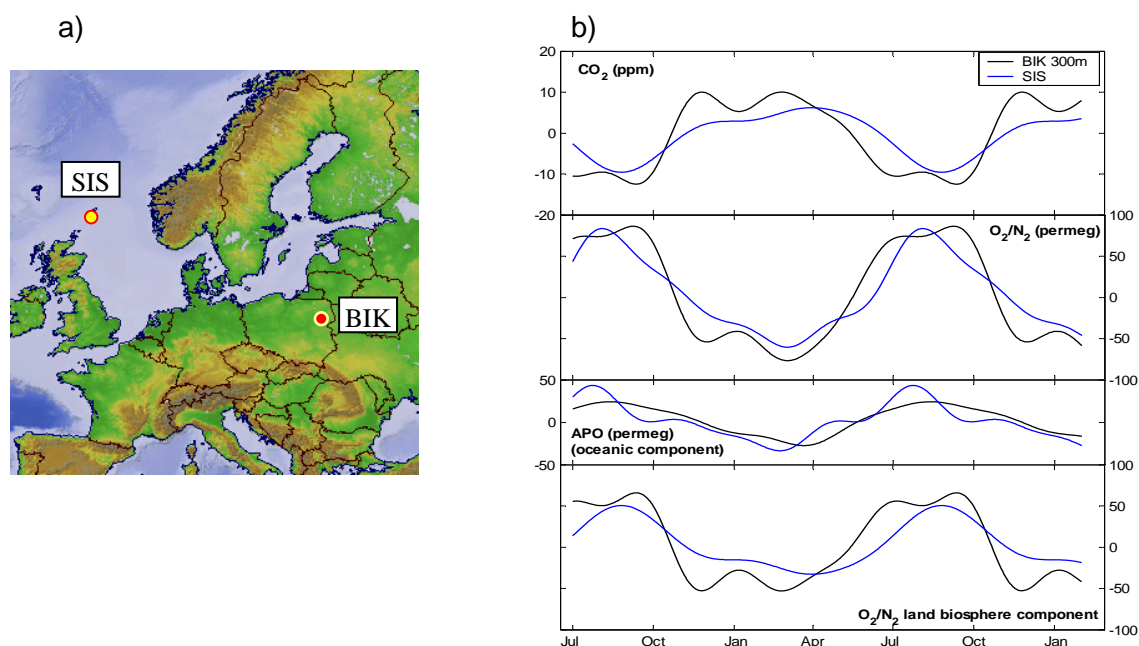 a)
SIS
BIK
b)
CO₂ (ppm)
BIK 300m
SIS
20
10
0
-10
-20
O₂/N₂ (permeg)
100
50
0
-50
-100
50
0
-50
APO (permeg)
(oceanic component)
100
50
0
-50
-100
O₂/N₂ land biosphere component
Jul
Oct
Jan
Apr
Jul
Oct
Jan